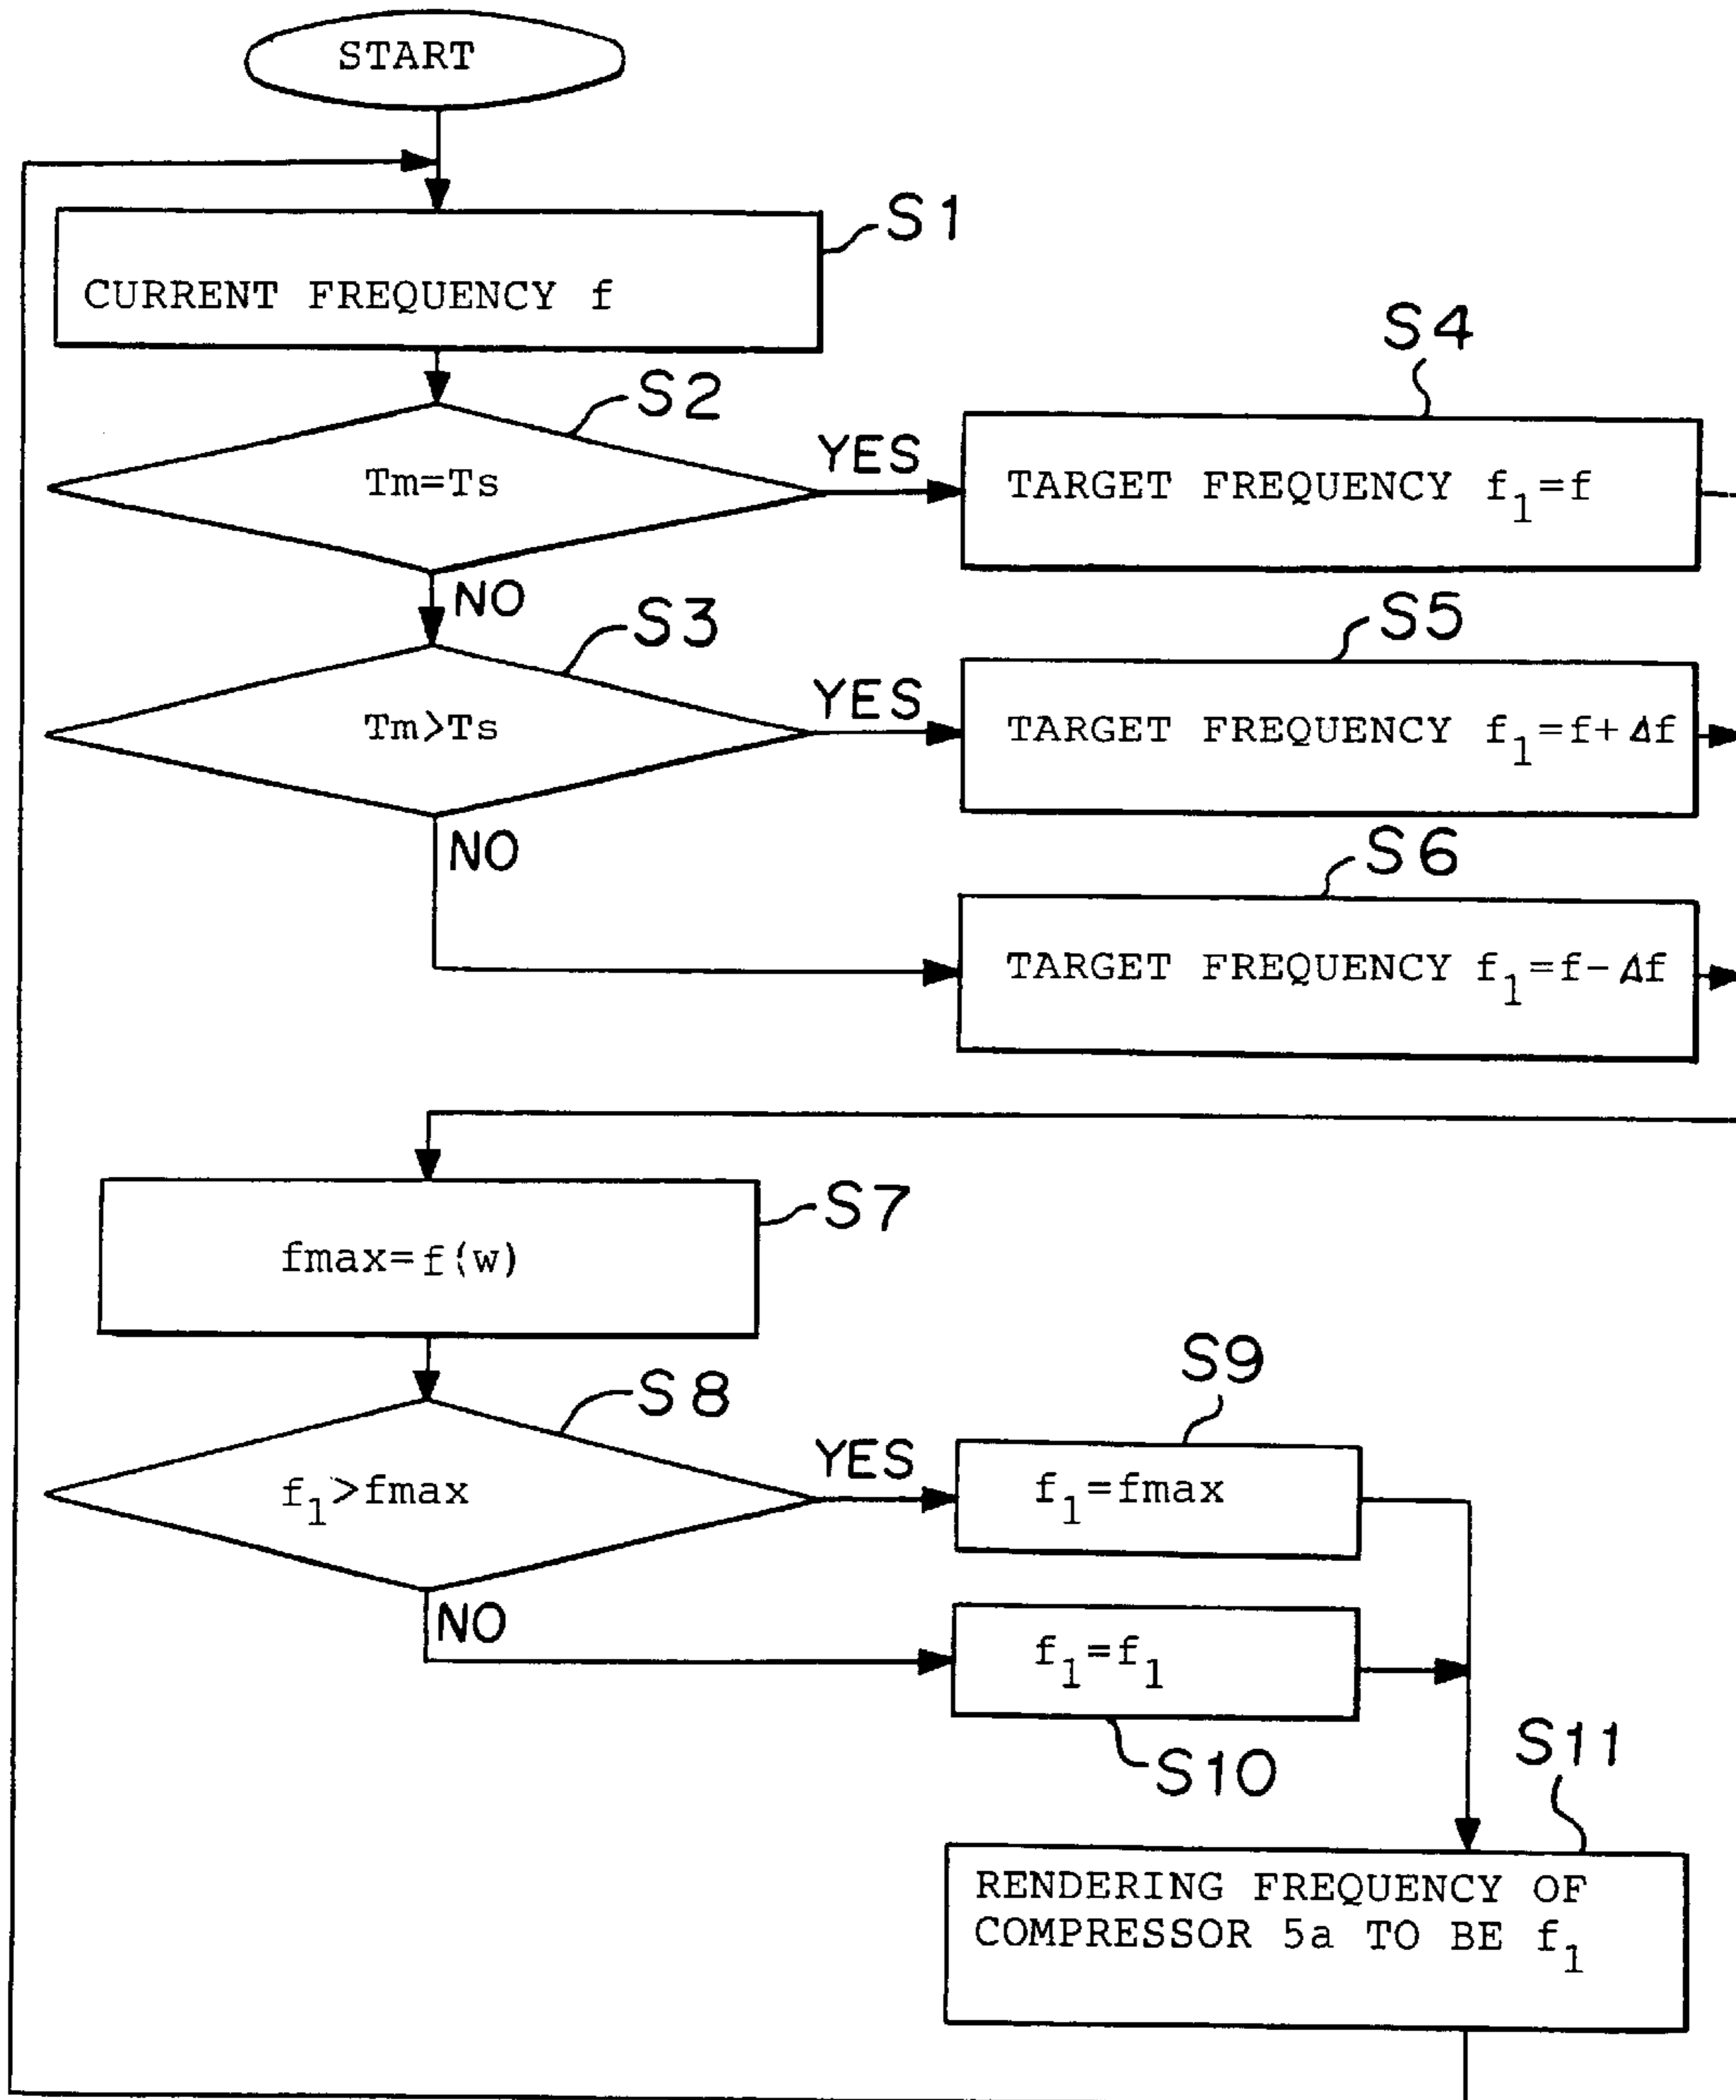 START
S1
CURRENT FREQUENCY f
S2
Tm=Ts
YES
S4
TARGET FREQUENCY f₁=f
NO
S3
Tm>Ts
YES
S5
TARGET FREQUENCY f₁=f+Δf
NO
S6
TARGET FREQUENCY f₁=f-Δf
S7
fmax=f(w)
S8
f₁>fmax
YES
S9
f₁=fmax
NO
f₁=f₁
S10
S11
RENDERING FREQUENCY OF
COMPRESSOR 5a TO BE f₁